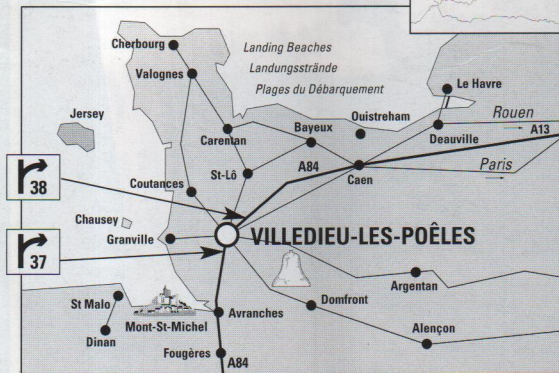 Cherbourg
Landing Beaches
Valognes
Landungsstrände
Le Havre
Plages du Débarquement
Jersey
Ouistreham
Rouen
Bayeux
A13
Carentan
Deauville
A84
Paris
38
Coutances
St-Lô
Caen
Chausey
Granville
VILLEDIEU-LES-POÊLES
37
Argentan
St Malo
Domfront
Mont-St-Michel
Avranches
Dinan
Alençon
Fougères
A84